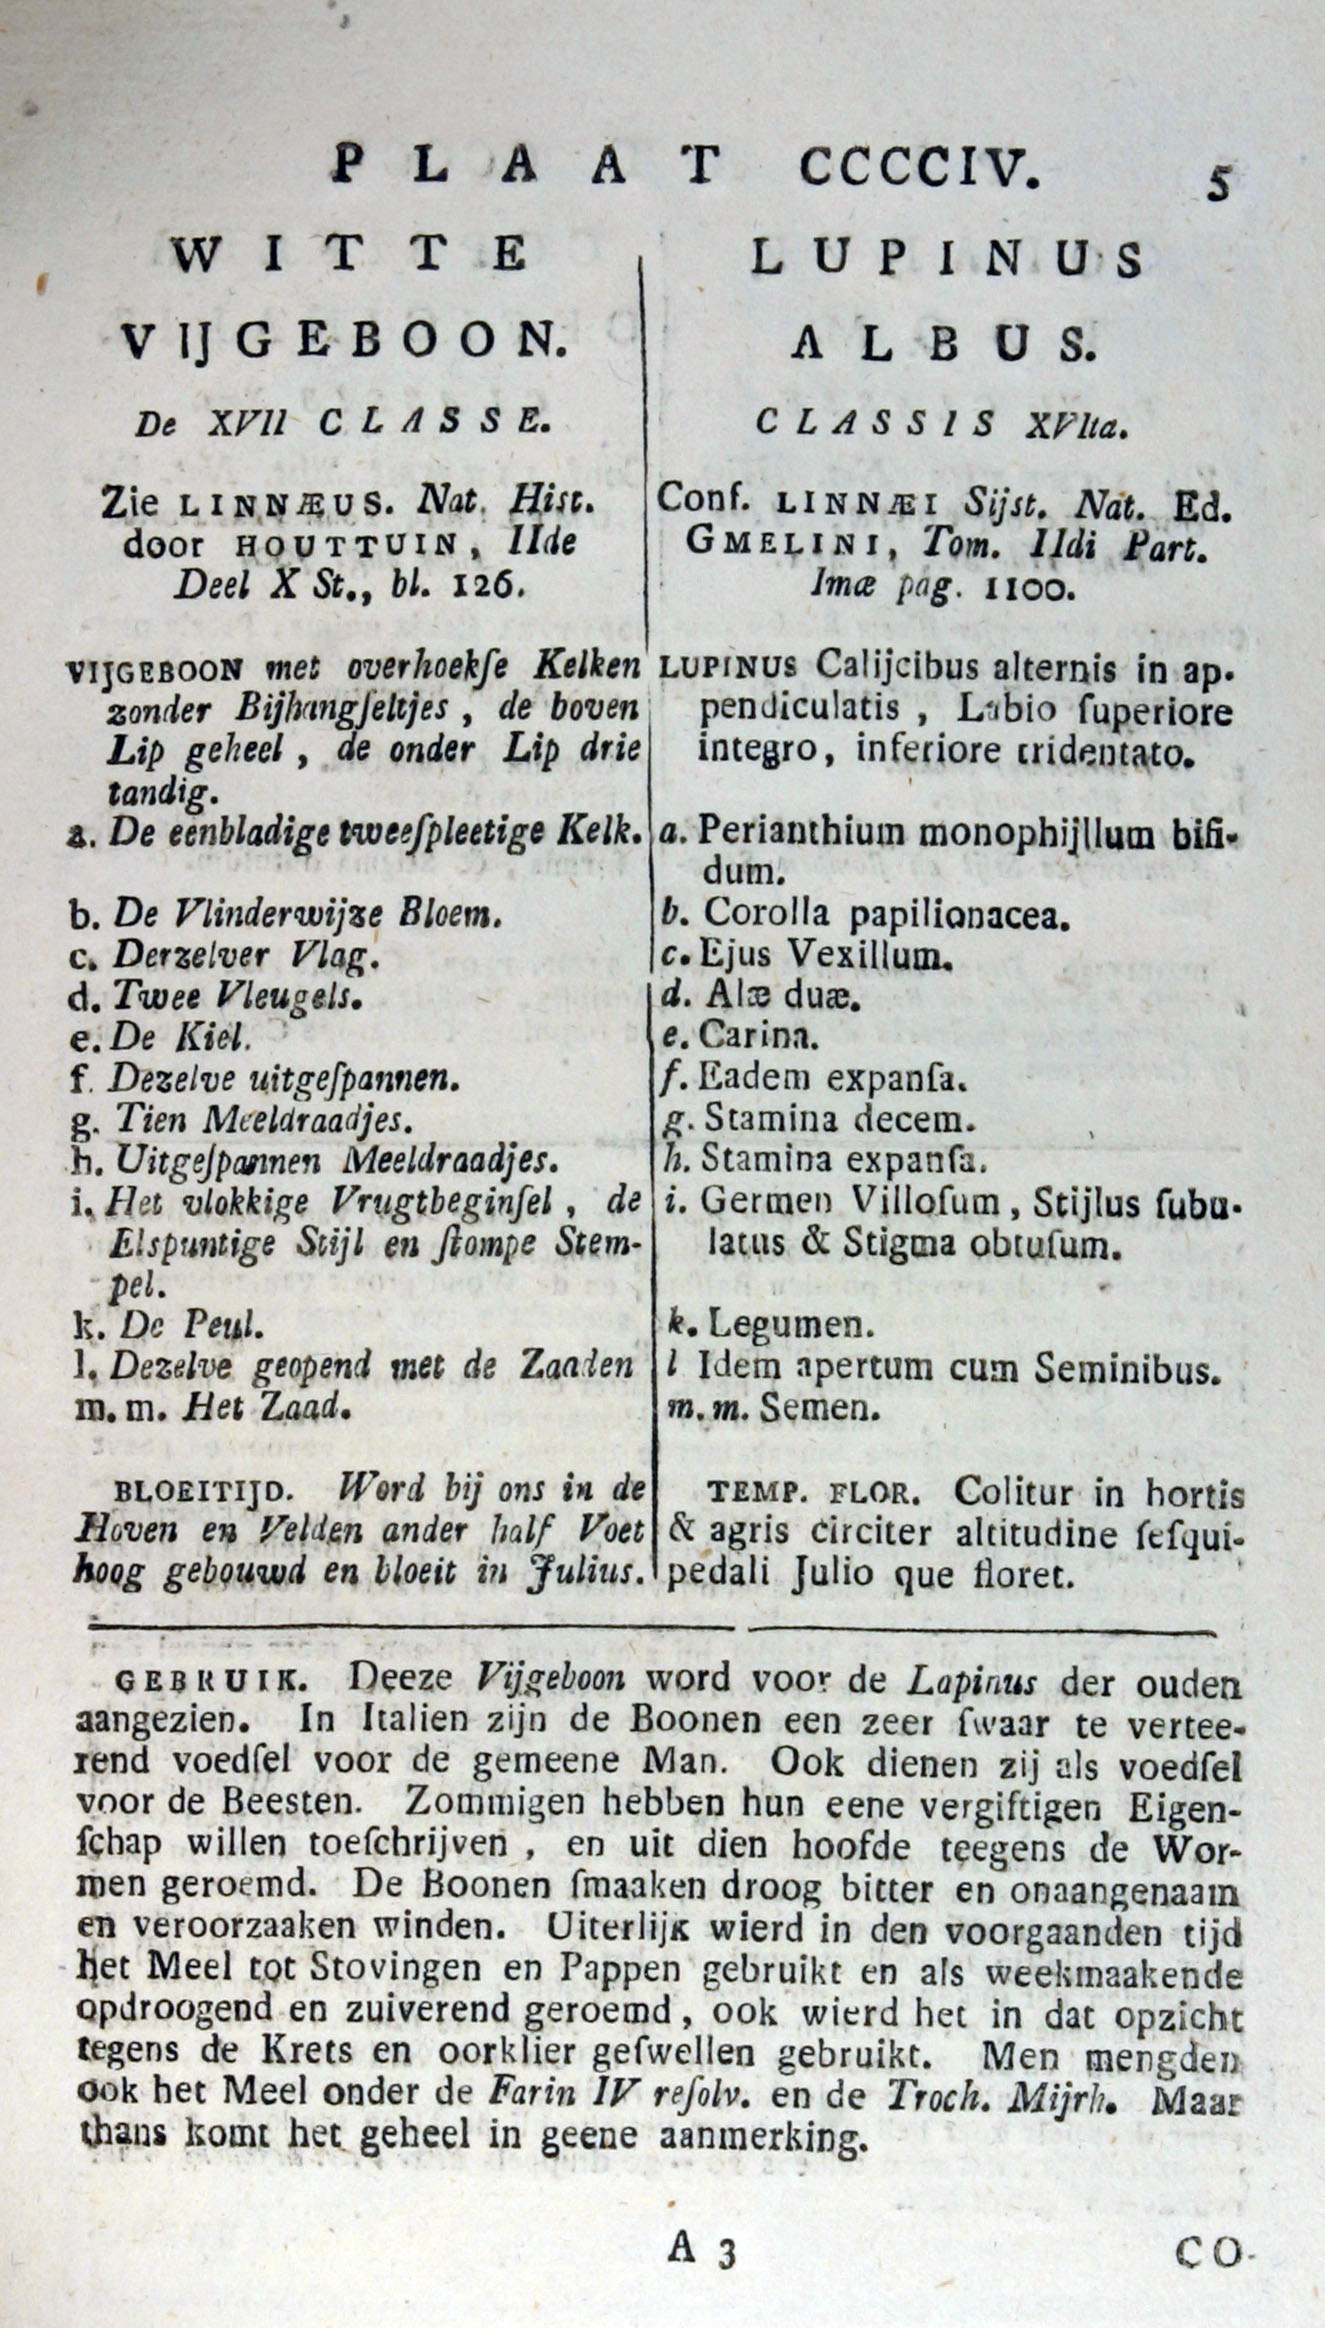 PLAAT CCCCIV. 5
WITTE
VIJGEBOON.
De XVII CLASSE.
Zie LINNÆUS. Nat. Hist.
door HOUTTUIN, IIde
Deel X St., bl. 126.
VIJGEBOON met overhoekſe Kelken
zonder Bijhangſeltjes, de boven
Lip geheel, de onder Lip drie
tandig.
a. De eenbladige tweeſpleetige Kelk.
b. De Vlinderwijze Bloem.
c. Derzelver Vlag.
d. Twee Vleugels.
e. De Kiel.
f. Dezelve uitgeſpannen.
g. Tien Meeldraadjes.
h. Uitgeſpannen Meeldraadjes.
i. Het vlokkige Vrugtbeginſel, de
Elspuntige Stijl en ſtompe Stem-
pel.
k. De Peul.
l. Dezelve geopend met de Zaaden
m. m. Het Zaad.
BLOEITIJD. Word bij ons in de
Hoven en Velden ander half Voet
hoog gebouwd en bloeit in Julius.
LUPINUS
ALBUS.
CLASSIS XVIIa.
Conf. LINNÆI Sijst. Nat. Ed.
GMELINI, Tom. IIdi Part.
Imæ pag. 1100.
LUPINUS Calijcibus alternis in ap-
pendiculatis, Labio ſuperiore
integro, inferiore tridentato.
a. Perianthium monophijllum bifi-
dum.
b. Corolla papilionacea.
c. Ejus Vexillum.
d. Alæ duæ.
e. Carina.
f. Eadem expanſa.
g. Stamina decem.
h. Stamina expanſa.
i. Germen Villoſum, Stijlus ſubu-
latus & Stigma obtuſum.
k. Legumen.
l Idem apertum cum Seminibus.
m. m. Semen.
TEMP. FLOR. Colitur in hortis
& agris circiter altitudine ſeſqui-
pedali Julio que floret.
GEBRUIK. Deeze Vijgeboon word voor de Lapinus der ouden
aangezien. In Italien zijn de Boonen een zeer ſwaar te vertee-
rend voedſel voor de gemeene Man. Ook dienen zij als voedſel
voor de Beesten. Zommigen hebben hun eene vergiftigen Eigen-
ſchap willen toeſchrijven, en uit dien hoofde teegens de Wor-
men geroemd. De Boonen ſmaaken droog bitter en onaangenaam
en veroorzaaken winden. Uiterlijk wierd in den voorgaanden tijd
het Meel tot Stovingen en Pappen gebruikt en als weekmaakende
opdroogend en zuiverend geroemd, ook wierd het in dat opzicht
tegens de Krets en oorklier geſwellen gebruikt. Men mengden
ook het Meel onder de Farin IV reſolv. en de Troch. Mijrh. Maar
thans komt het geheel in geene aanmerking.
A 3 CO-